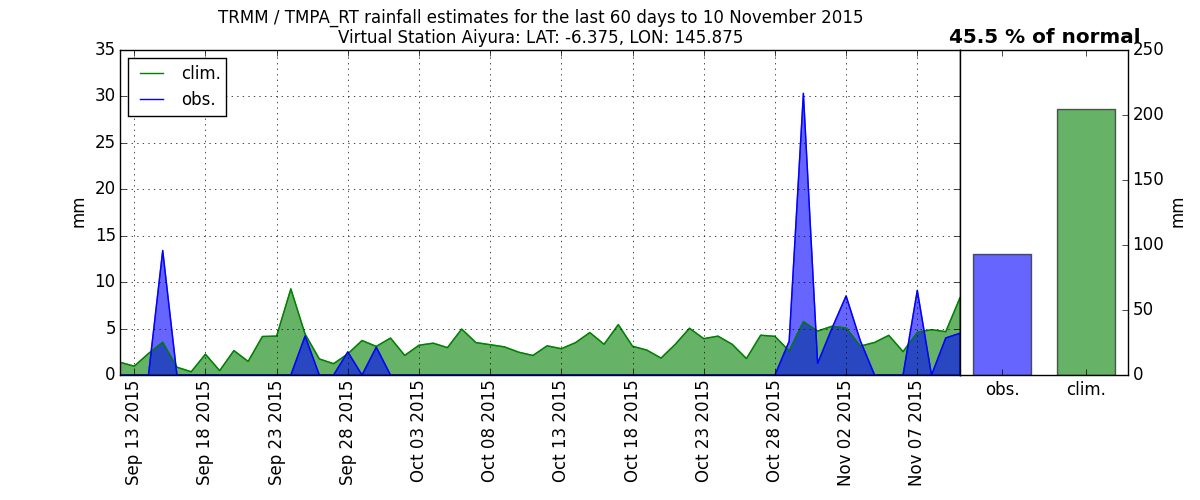 TRMM / TMPA_RT rainfall estimates for the last 60 days to 10 November 2015
Virtual Station Aiyura: LAT: -6.375, LON: 145.875
45.5 % of normal
clim.
obs.
35
30
25
20
15
10
5
0
mm
250
200
150
100
50
0
mm
Sep 13 2015
Sep 18 2015
Sep 23 2015
Sep 28 2015
Oct 03 2015
Oct 08 2015
Oct 13 2015
Oct 18 2015
Oct 23 2015
Oct 28 2015
Nov 02 2015
Nov 07 2015
obs.
clim.